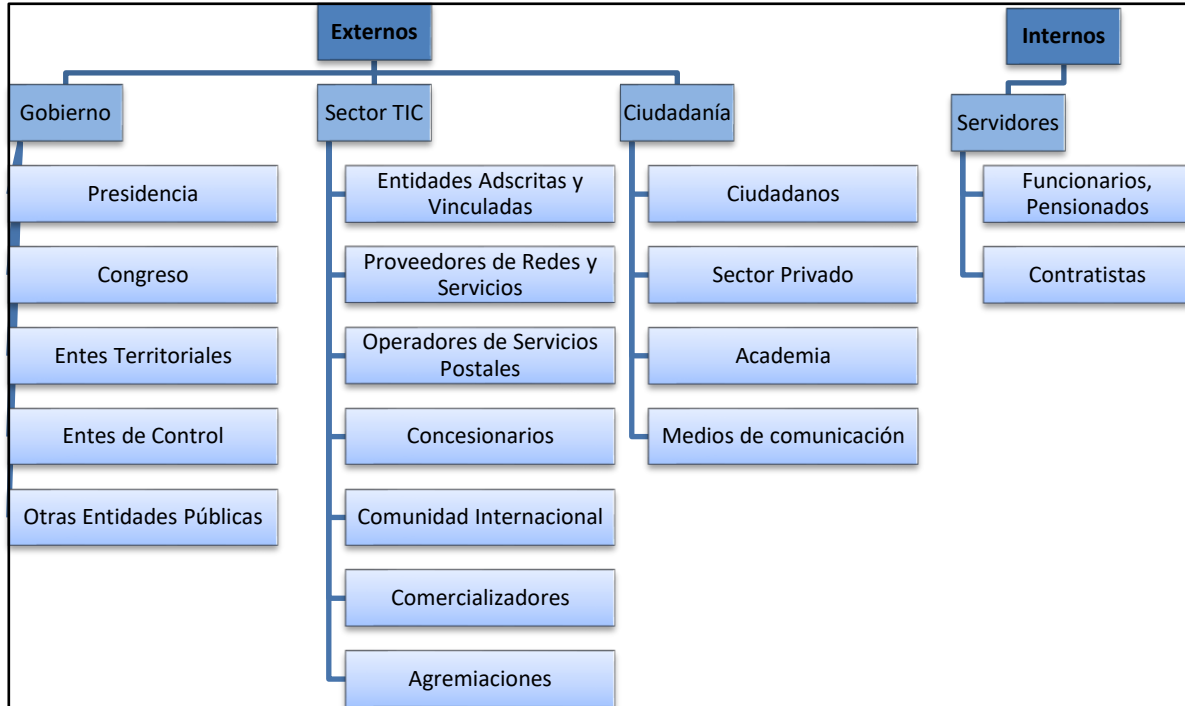 Externos
Gobierno
Presidencia
Congreso
Entes Territoriales
Entes de Control
Otras Entidades Públicas
Sector TIC
Entidades Adscritas y
Vinculadas
Proveedores de Redes y
Servicios
Operadores de Servicios
Postales
Concesionarios
Comunidad Internacional
Comercializadores
Agremiaciones
Ciudadanía
Ciudadanos
Sector Privado
Academia
Medios de comunicación
Internos
Servidores
Funcionarios,
Pensionados
Contratistas